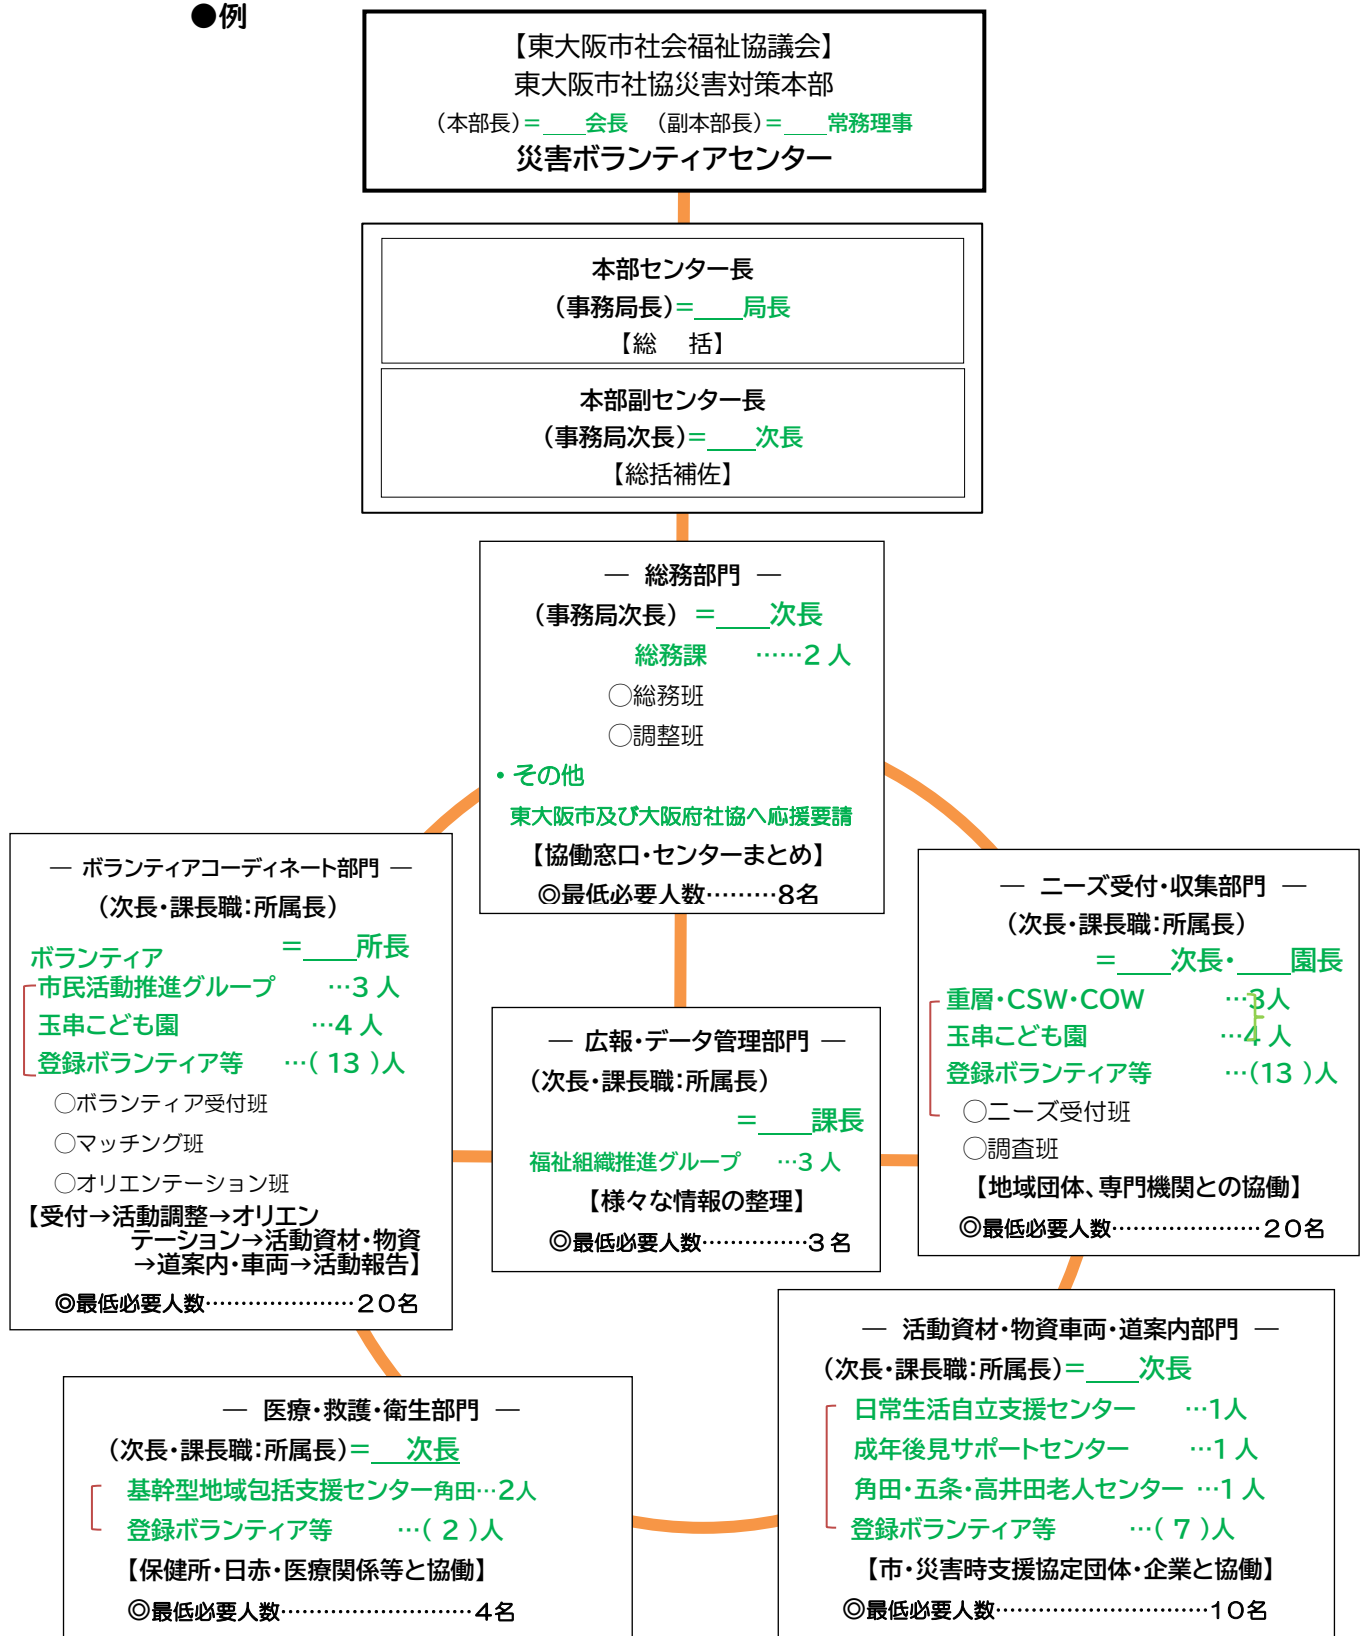 ●例
【東大阪市社会福祉協議会】
東大阪市社協災害対策本部
(本部長)=____会長 (副本部長)=____常務理事
災害ボランティアセンター
本部センター長
(事務局長)=____局長
【総　括】
本部副センター長
(事務局次長)=____次長
【総括補佐】
― 総務部門 ―
(事務局次長) =____次長
総務課 ……2人
○総務班
○調整班
・その他
東大阪市及び大阪府社協へ応援要請
【協働窓口・センターまとめ】
◎最低必要人数………8名
― ボランティアコーディネート部門 ―
(次長・課長職：所属長)
=____所長
ボランティア
市民活動推進グループ …3人
玉串こども園 …4人
登録ボランティア等 …( 13 )人
○ボランティア受付班
○マッチング班
○オリエンテーション班
【受付→活動調整→オリエン
テーション→活動資材・物資
→道案内・車両→活動報告】
◎最低必要人数…………………20名
― 広報・データ管理部門 ―
(次長・課長職：所属長)
=____課長
福祉組織推進グループ …3人
【様々な情報の整理】
◎最低必要人数……………3名
― ニーズ受付・収集部門 ―
(次長・課長職：所属長)
=____次長・____園長
重層・CSW・COW …3人
玉串こども園 …4人
登録ボランティア等 …(13 )人
○ニーズ受付班
○調査班
【地域団体、専門機関との協働】
◎最低必要人数…………………20名
― 医療・救護・衛生部門 ―
(次長・課長職：所属長)=__次長
基幹型地域包括支援センター角田…2人
登録ボランティア等 …( 2 )人
【保健所・日赤・医療関係等と協働】
◎最低必要人数………………………4名
― 活動資材・物資車両・道案内部門 ―
(次長・課長職：所属長)=____次長
日常生活自立支援センター …1人
成年後見サポートセンター …1人
角田・五条・高井田老人センター …1人
登録ボランティア等 …( 7 )人
【市・災害時支援協定団体・企業と協働】
◎最低必要人数…………………………10名